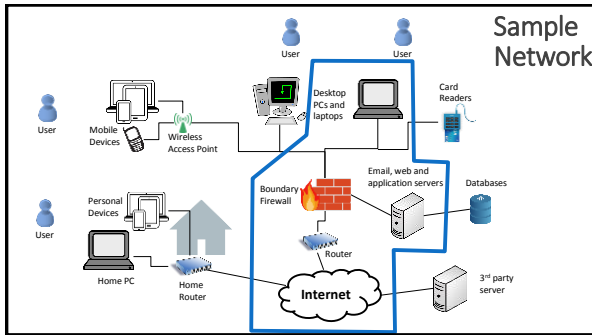 Sample
Network
User
User
Desktop
PCs and
laptops
Card
Readers
User
Mobile
Devices
Wireless
Access Point
Boundary
Firewall
Email, web and
application servers
Databases
Personal
Devices
User
Router
Home PC
Home
Router
Internet
3rd party
server